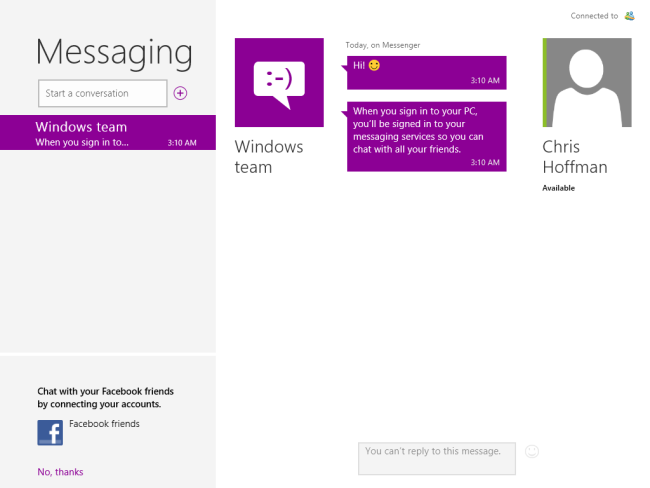 Connected to
Messaging
Start a conversation
Windows team
When you sign in to...
3:10 AM
Chat with your Facebook friends
by connecting your accounts.
f
Facebook friends
No, thanks
:-)
Windows
team
Today, on Messenger
Hi!
3:10 AM
When you sign in to your PC,
you'll be signed in to your
messaging services so you can
chat with all your friends.
3:10 AM
You can't reply to this message.
Chris
Hoffman
Available